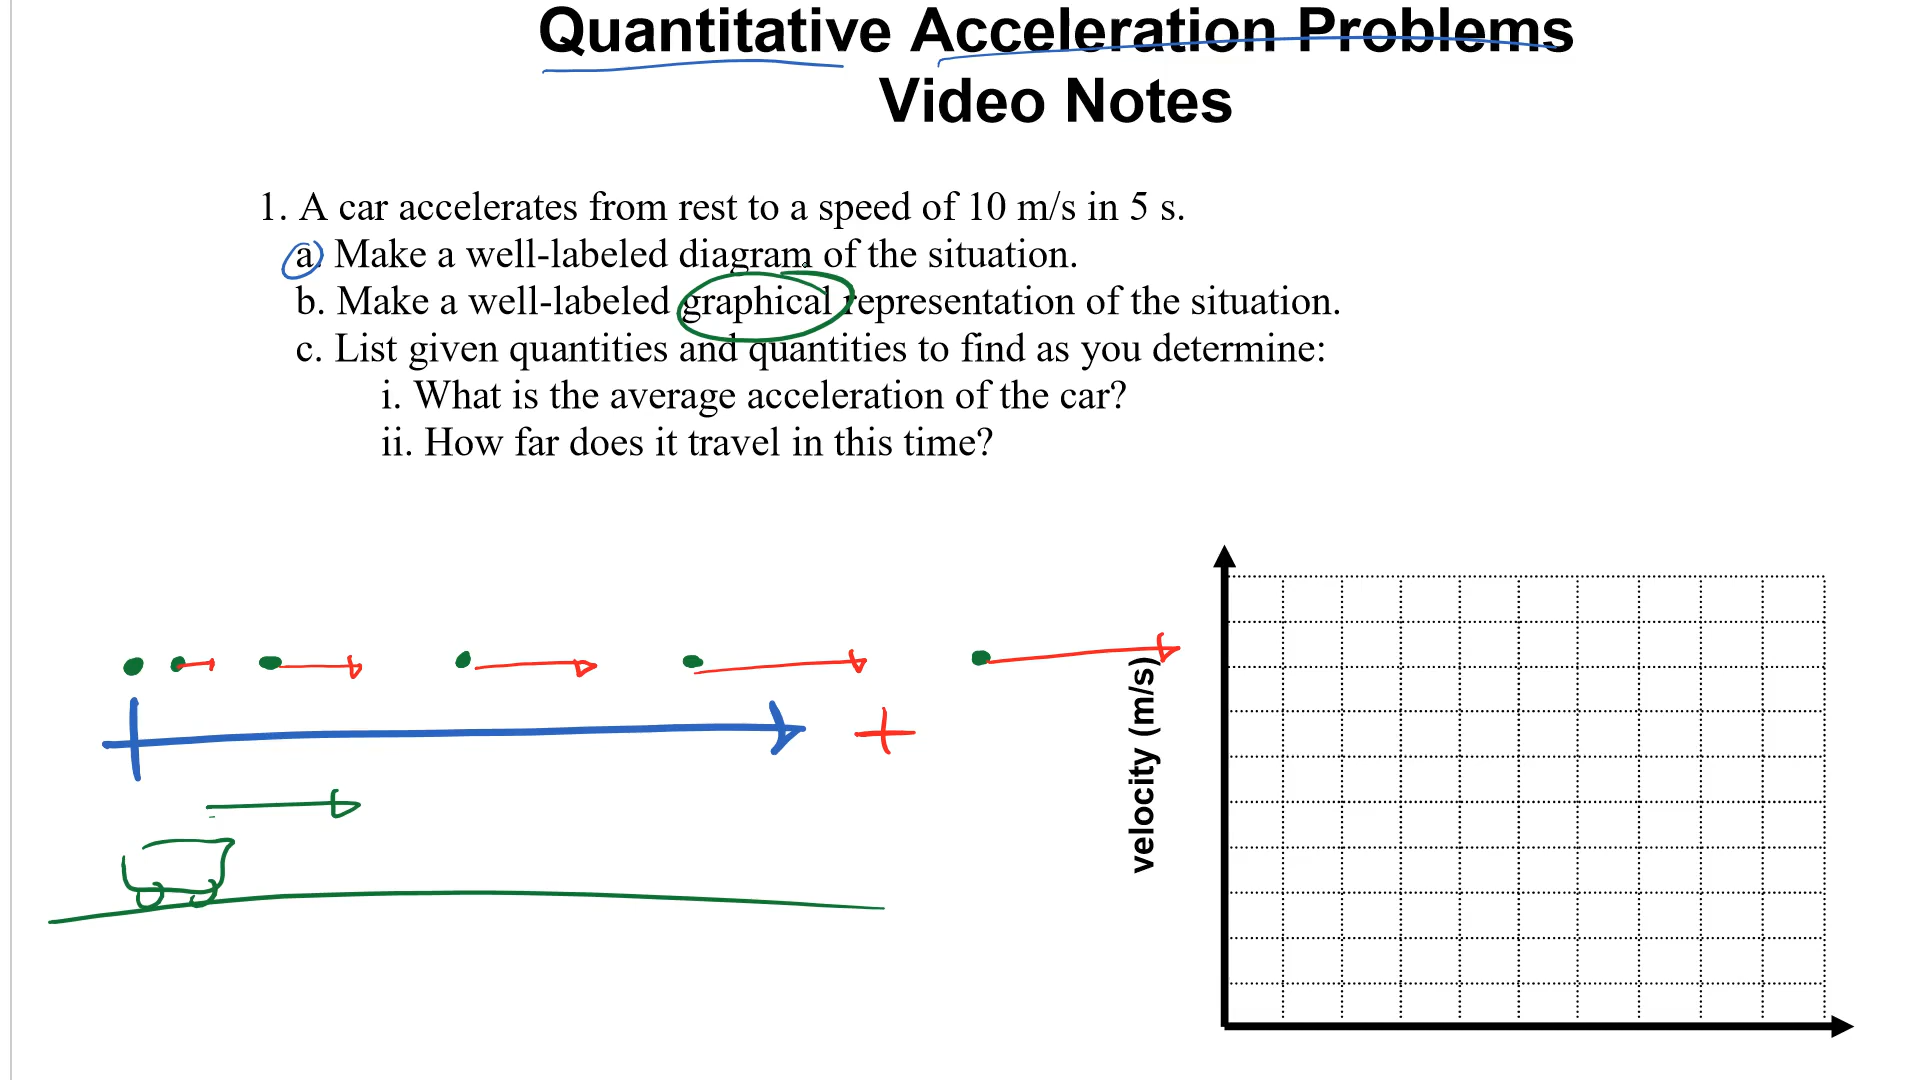 Quantitative Acceleration Problems
Video Notes
1. A car accelerates from rest to a speed of 10 m/s in 5 s.
a. Make a well-labeled diagram of the situation.
b. Make a well-labeled graphical representation of the situation.
c. List given quantities and quantities to find as you determine:
i. What is the average acceleration of the car?
ii. How far does it travel in this time?
+
velocity (m/s)